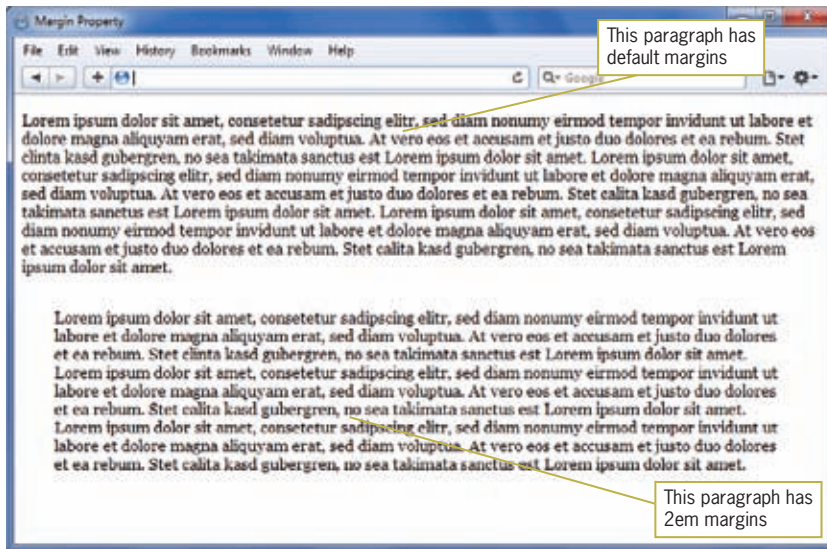 Margin Property
This paragraph has
default margins
File Edit View History Bookmarks Window Help
Google
Lorem ipsum dolor sit amet, consetetur sadipscing elitr, sed diam nonumy eirmod tempor invidunt ut labore et
dolore magna aliquyam erat, sed diam voluptua. At vero eos et accusam et justo duo dolores et ea rebum. Stet
clinta kasd gubergren, no sea takimata sanctus est Lorem ipsum dolor sit amet. Lorem ipsum dolor sit amet,
consetetur sadipscing elitr, sed diam nonumy eirmod tempor invidunt ut labore et dolore magna aliquyam erat,
sed diam voluptua. At vero eos et accusam et justo duo dolores et ea rebum. Stet calita kasd gubergren, no sea
takimata sanctus est Lorem ipsum dolor sit amet. Lorem ipsum dolor sit amet, consetetur sadipscing elitr, sed
diam nonumy eirmod tempor invidunt ut labore et dolore magna aliquyam erat, sed diam voluptua. At vero eos
et accusam et justo duo dolores et ea rebum. Stet calita kasd gubergren, no sea takimata sanctus est Lorem
ipsum dolor sit amet.
Lorem ipsum dolor sit amet, consetetur sadipscing elitr, sed diam nonumy eirmod tempor invidunt ut
labore et dolore magna aliquyam erat, sed diam voluptua. At vero eos et accusam et justo duo dolores
et ea rebum. Stet clinta kasd gubergren, no sea takimata sanctus est Lorem ipsum dolor sit amet.
Lorem ipsum dolor sit amet, consetetur sadipscing elitr, sed diam nonumy eirmod tempor invidunt ut
labore et dolore magna aliquyam erat, sed diam voluptua. At vero eos et accusam et justo duo dolores
et ea rebum. Stet calita kasd gubergren, no sea takimata sanctus est Lorem ipsum dolor sit amet.
Lorem ipsum dolor sit amet, consetetur sadipscing elitr, sed diam nonumy eirmod tempor invidunt ut
labore et dolore magna aliquyam erat, sed diam voluptua. At vero eos et accusam et justo duo dolores
et ea rebum. Stet calita kasd gubergren, no sea takimata sanctus est Lorem ipsum dolor sit amet.
This paragraph has
2em margins